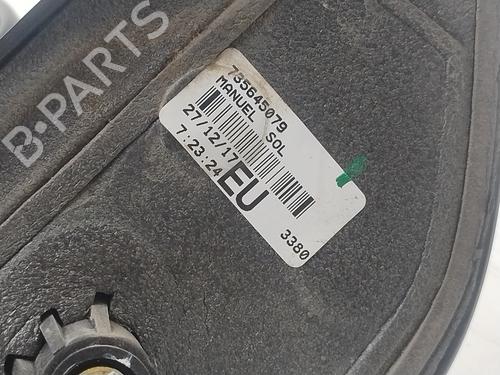 B-PARTS
735645079
MANUEL SOL
27/12/17
7:23:24
EU
3380